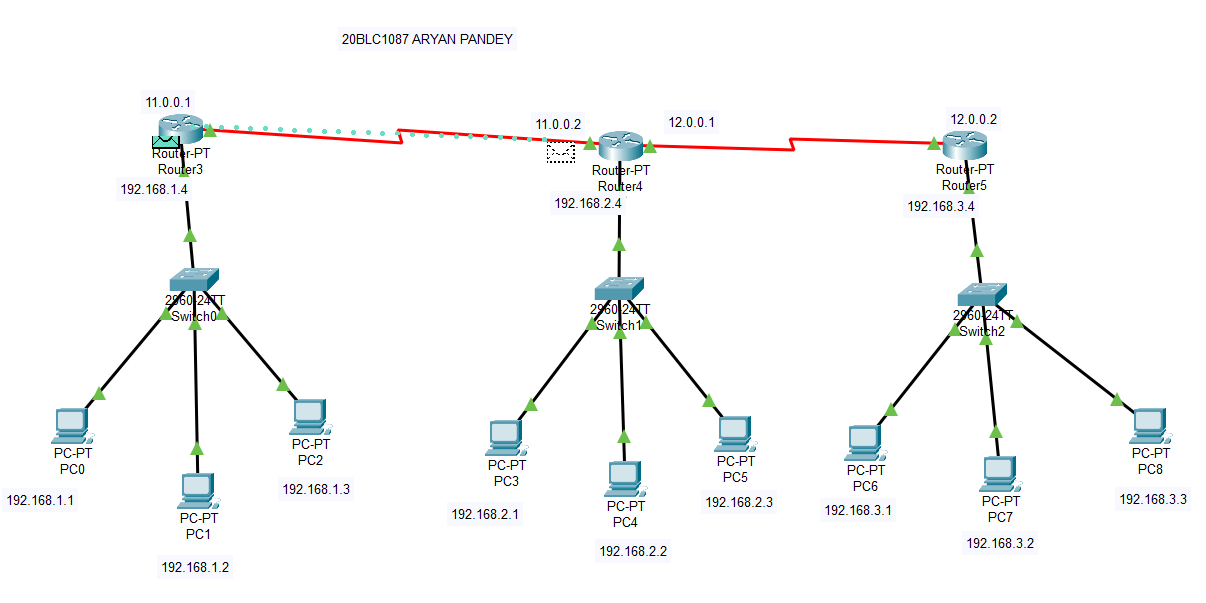 20BLC1087 ARYAN PANDEY
11.0.0.1
Router-PT
Router3
192.168.1.4
11.0.0.2
12.0.0.1
Router-PT
Router4
192.168.2.4
12.0.0.2
Router-PT
Router5
192.168.3.4
2960-24TT
Switch0
2960-24TT
Switch1
2960-24TT
Switch2
PC-PT
PC0
192.168.1.1
PC-PT
PC1
192.168.1.2
PC-PT
PC2
192.168.1.3
PC-PT
PC3
192.168.2.1
PC-PT
PC4
192.168.2.2
PC-PT
PC5
192.168.2.3
PC-PT
PC6
192.168.3.1
PC-PT
PC7
192.168.3.2
PC-PT
PC8
192.168.3.3